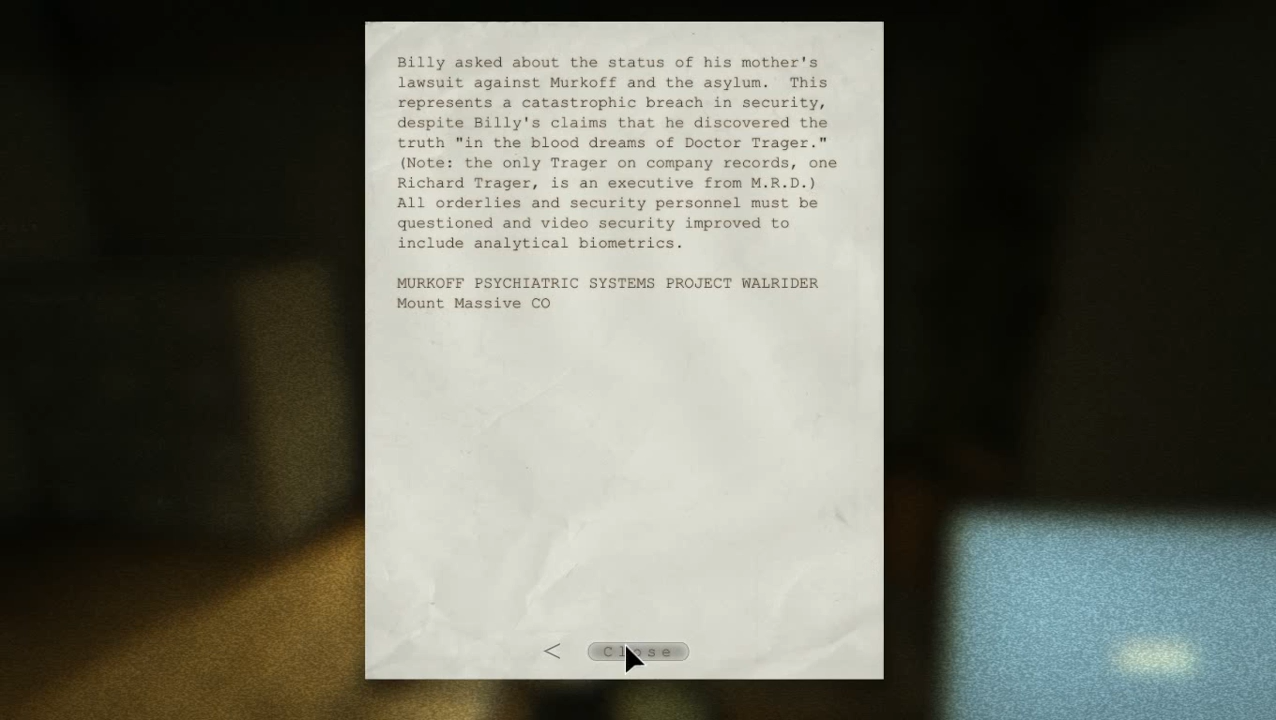 Billy asked about the status of his mother's
lawsuit against Murkoff and the asylum.  This
represents a catastrophic breach in security,
despite Billy's claims that he discovered the
truth "in the blood dreams of Doctor Trager."
(Note: the only Trager on company records, one
Richard Trager, is an executive from M.R.D.)
All orderlies and security personnel must be
questioned and video security improved to
include analytical biometrics.

MURKOFF PSYCHIATRIC SYSTEMS PROJECT WALRIDER
Mount Massive CO
< Close